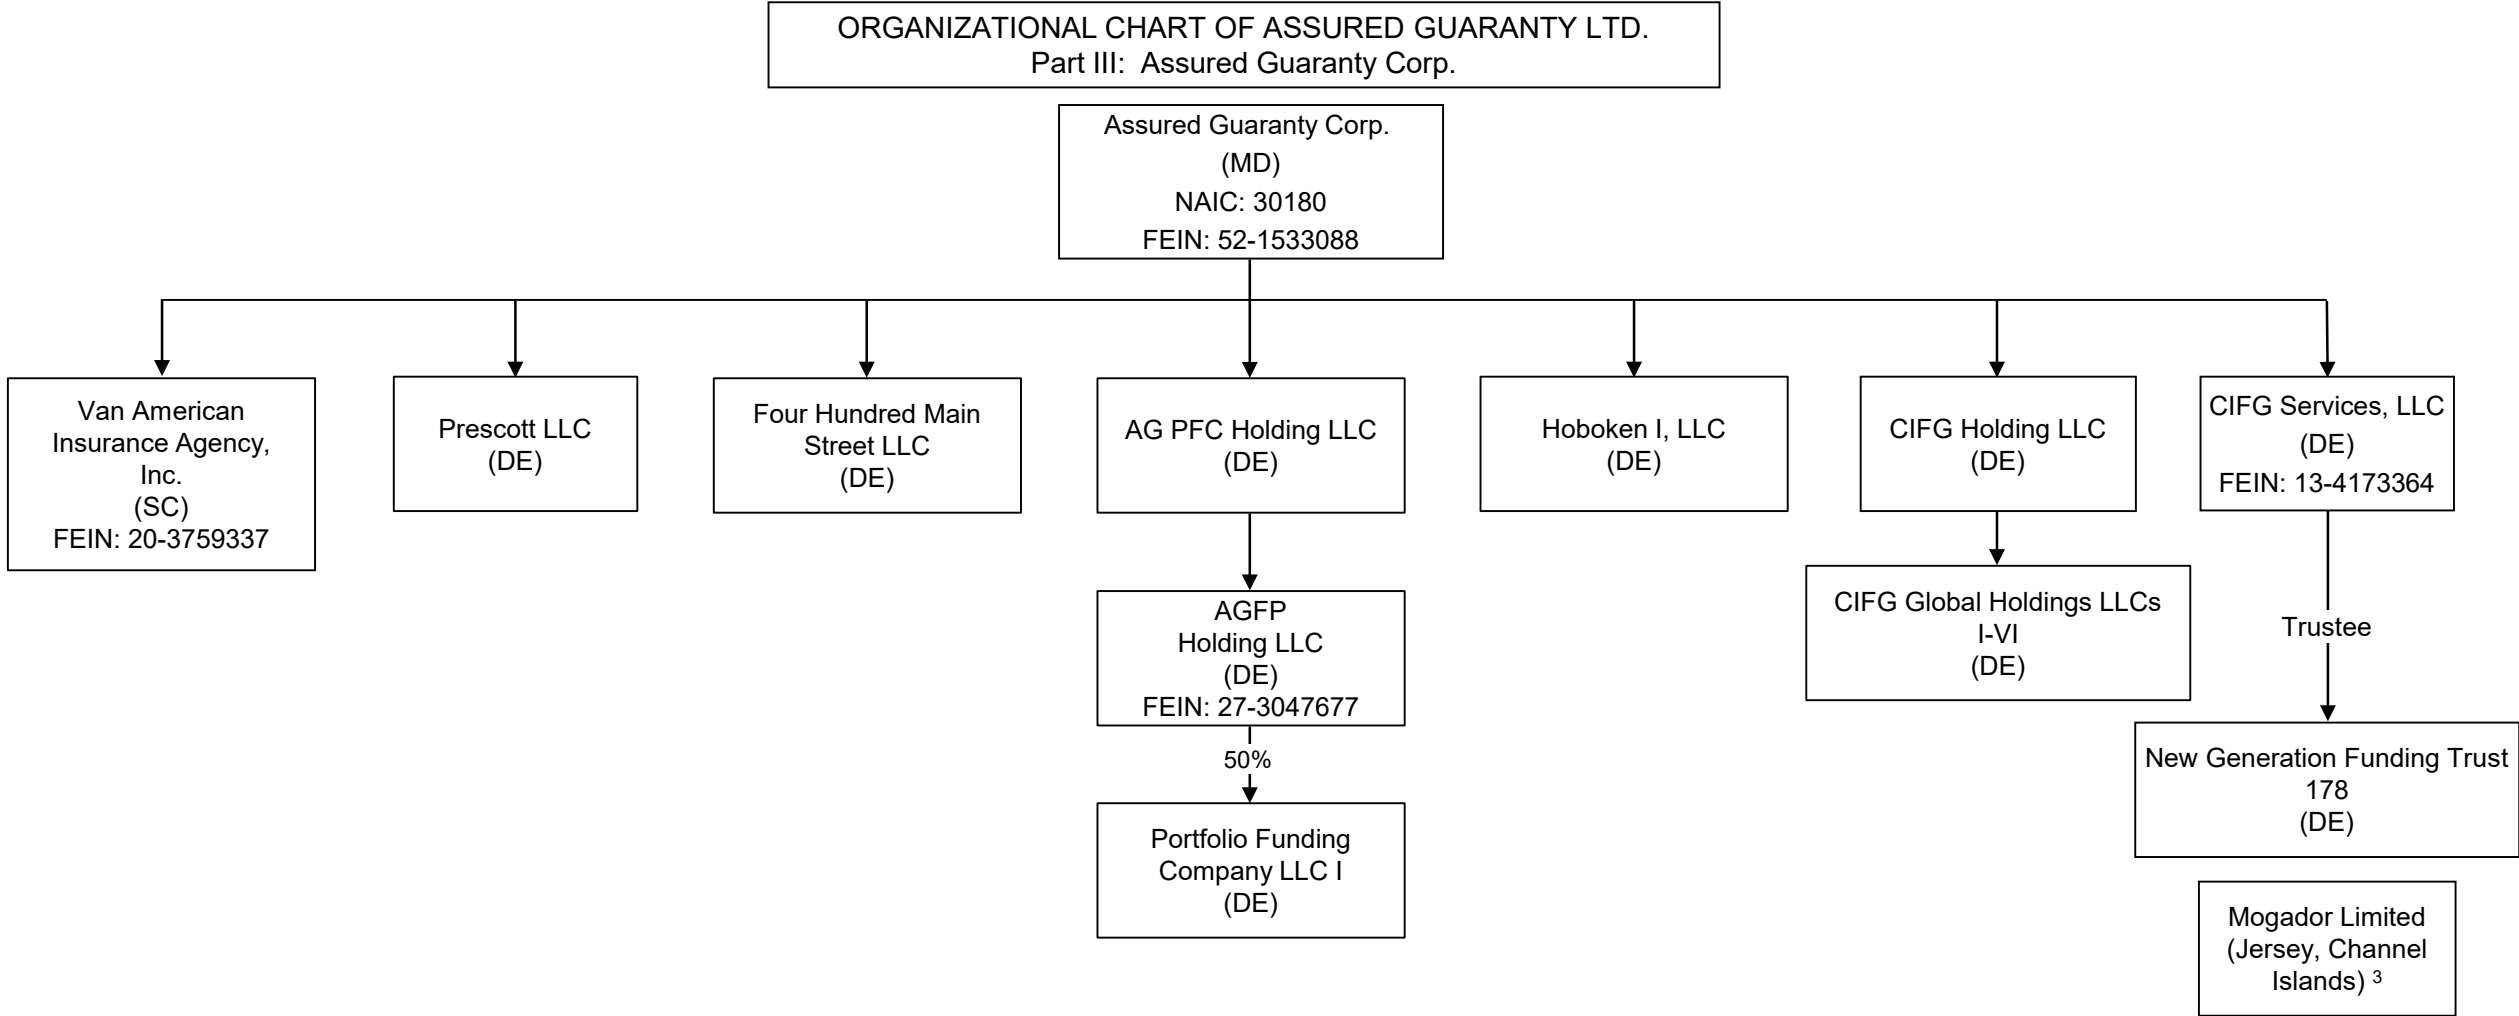 ORGANIZATIONAL CHART OF ASSURED GUARANTY LTD.
Part III:  Assured Guaranty Corp.
Assured Guaranty Corp.
(MD)
NAIC: 30180
FEIN: 52-1533088
Van American
Insurance Agency,
Inc.
(SC)
FEIN: 20-3759337
Prescott LLC
(DE)
Four Hundred Main
Street LLC
(DE)
AG PFC Holding LLC
(DE)
Hoboken I, LLC
(DE)
CIFG Holding LLC
(DE)
CIFG Services, LLC
(DE)
FEIN: 13-4173364
AGFP
Holding LLC
(DE)
FEIN: 27-3047677
CIFG Global Holdings LLCs
I-VI
(DE)
Trustee
50%
New Generation Funding Trust
178
(DE)
Portfolio Funding
Company LLC I
(DE)
Mogador Limited
(Jersey, Channel
Islands) 3